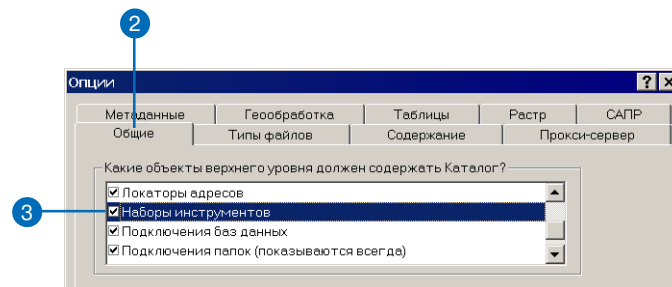 2
Опции
Метаданные Геообработка Таблицы Растр САПР
Общие Типы файлов Содержание Прокси-сервер
Какие объекты верхнего уровня должен содержать Каталог?
Локаторы адресов
3
Наборы инструментов
Подключения баз данных
Подключения папок (показываются всегда)